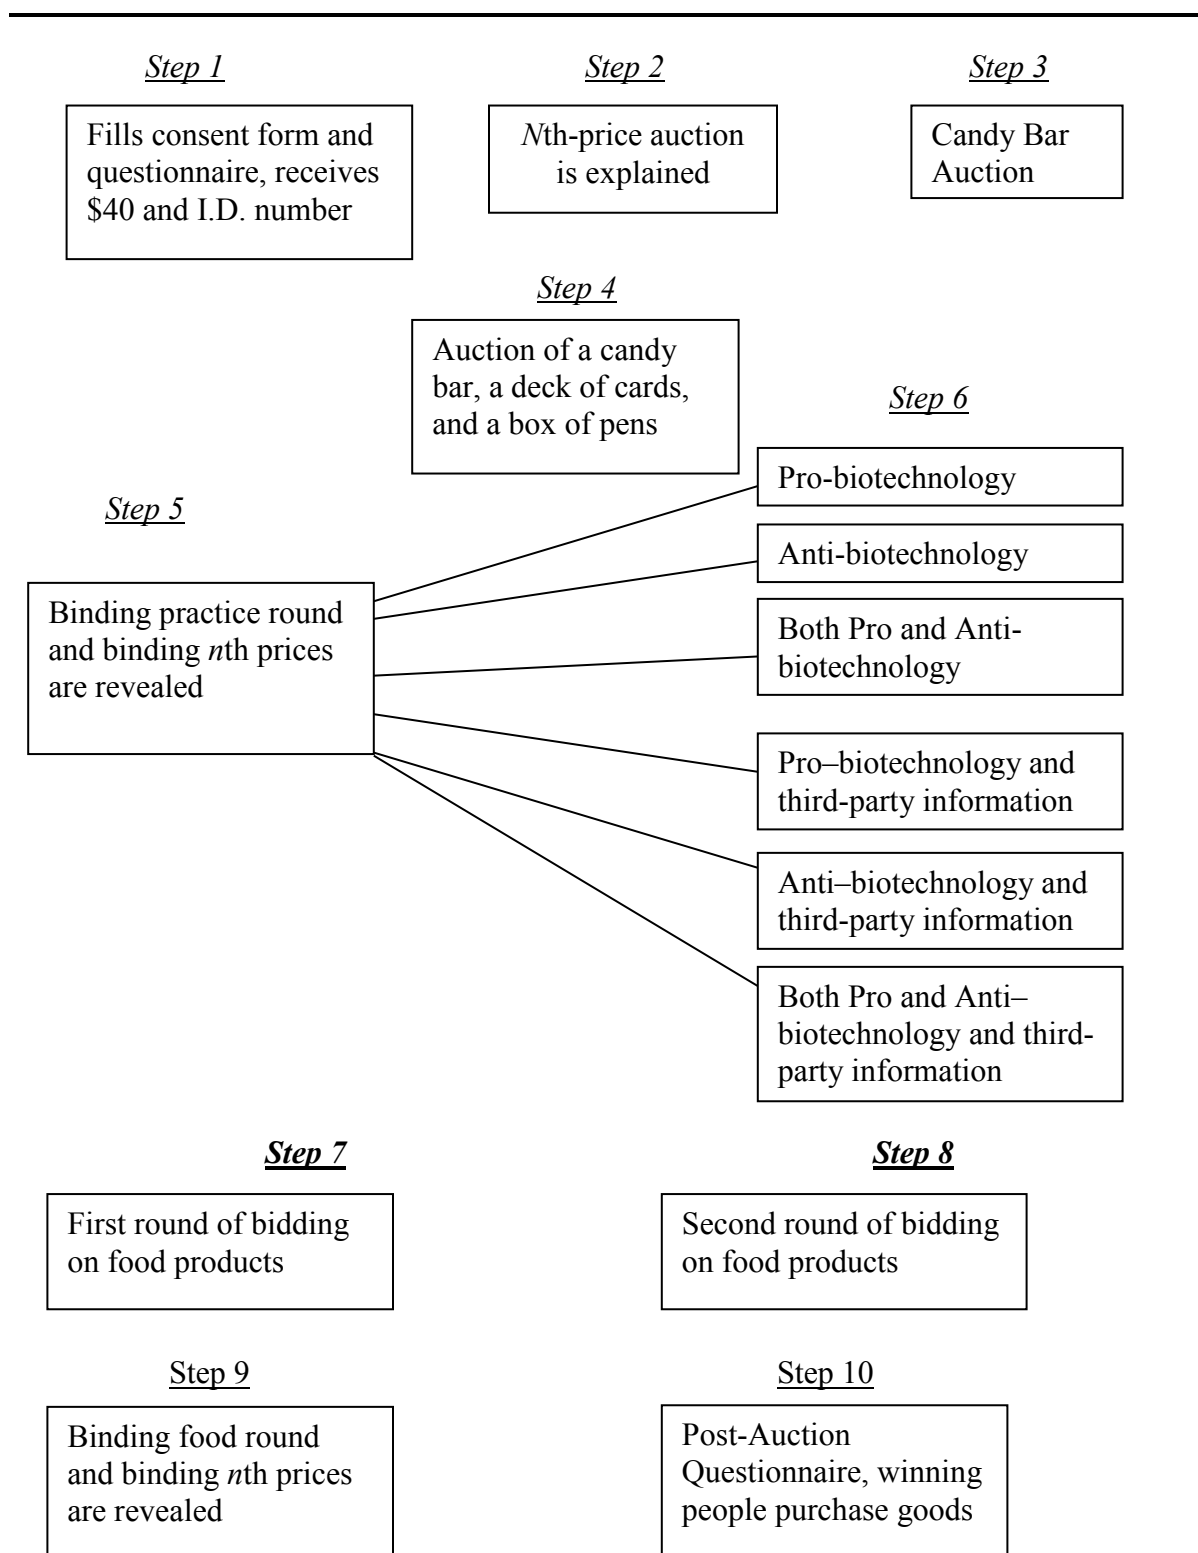 Step 1
Fills consent form and
questionnaire, receives
$40 and I.D. number
Step 2
Nth-price auction
is explained
Step 3
Candy Bar
Auction
Step 4
Auction of a candy
bar, a deck of cards,
and a box of pens
Step 5
Binding practice round
and binding nth prices
are revealed
Step 6
Pro-biotechnology
Anti-biotechnology
Both Pro and Anti-
biotechnology
Pro–biotechnology and
third-party information
Anti–biotechnology and
third-party information
Both Pro and Anti–
biotechnology and third-
party information
Step 7
First round of bidding
on food products
Step 8
Second round of bidding
on food products
Step 9
Binding food round
and binding nth prices
are revealed
Step 10
Post-Auction
Questionnaire, winning
people purchase goods